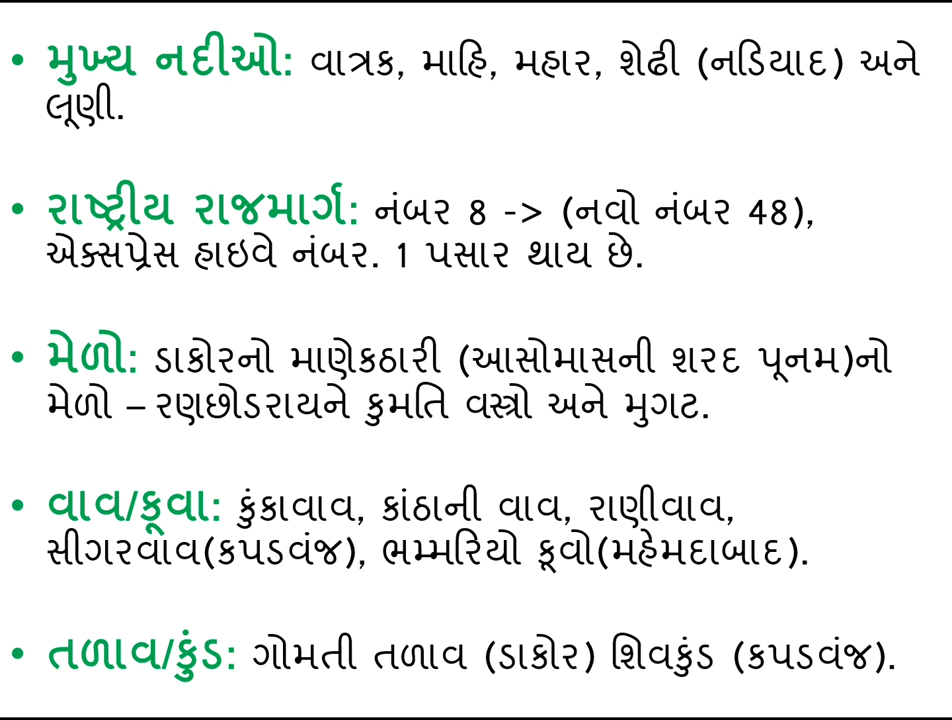 • મુખ્ય નદીઓ: વાત્રક, માહિ, મહાર, શેઢી (નડિયાદ) અને
લૂણી.
• રાષ્ટ્રીય રાજમાર્ગ: નંબર 8 -> (નવો નંબર 48),
એક્સપ્રેસ હાઇવે નંબર. 1 પસાર થાય છે.
• મેળો: ડાકોરનો માણેકઠારી (આસોમાસની શરદ પૂનમ)નો
મેળો – રણછોડરાયને કુમતિ વસ્ત્રો અને મુગટ.
• વાવ/કૂવા: કુંકાવાવ, કાંઠાની વાવ, રાણીવાવ,
સીગરવાવ(કપડવંજ), ભમ્મરિયો કૂવો(મહેમદાબાદ).
• તળાવ/કુંડ: ગોમતી તળાવ (ડાકોર) શિવકુંડ (કપડવંજ).